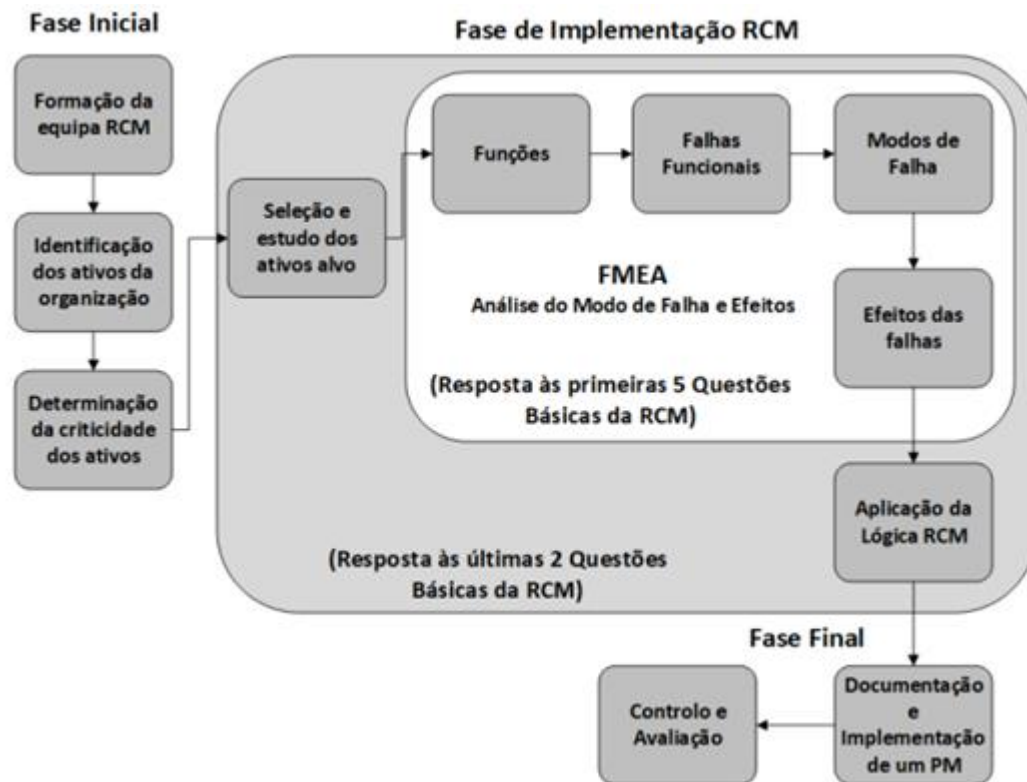 Fase Inicial
Fase de Implementação RCM
Formação da
equipa RCM
Identificação
dos ativos da
organização
Determinação
da criticidade
dos ativos
Seleção e
estudo dos
ativos alvo
Funções
Falhas
Funcionais
Modos de
Falha
FMEA
Análise do Modo de Falha e Efeitos
Efeitos das
falhas
(Resposta às primeiras 5 Questões
Básicas da RCM)
Aplicação da
Lógica RCM
(Resposta às últimas 2 Questões
Básicas da RCM)
Fase Final
Documentação
e
Implementação
de um PM
Controlo e
Avaliação